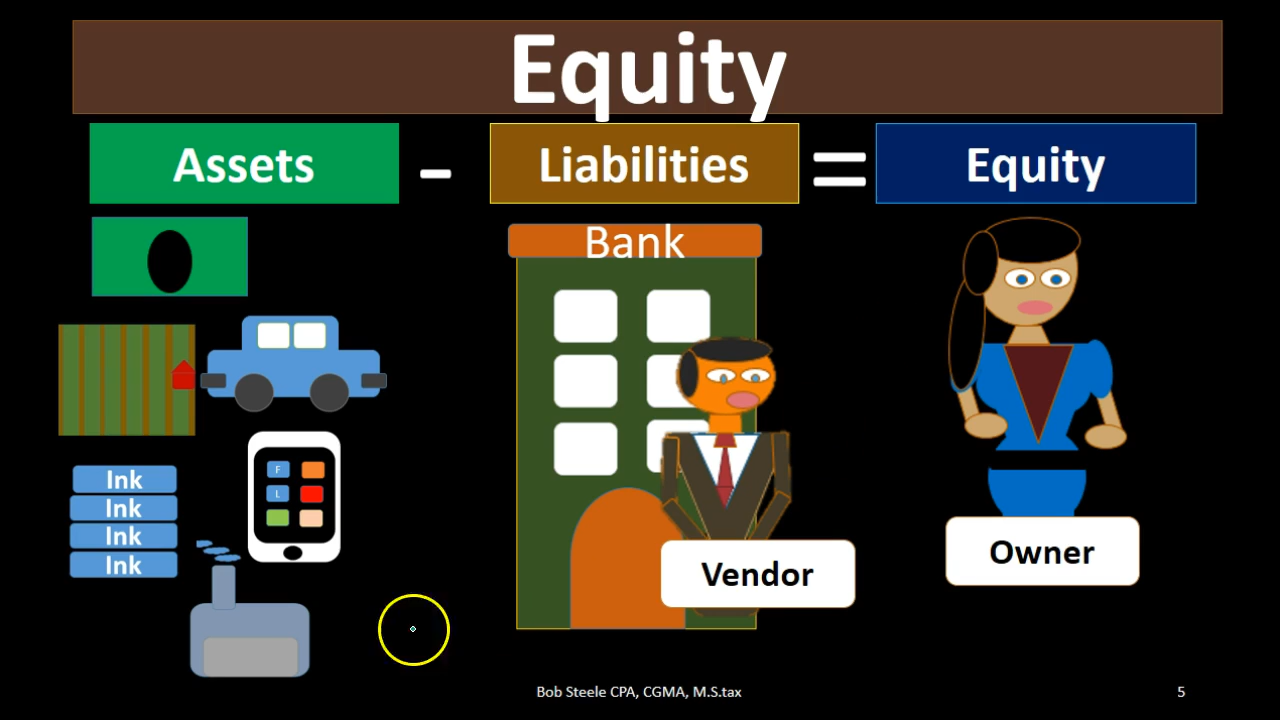 Equity
Assets - Liabilities = Equity
Bank
F
L
Ink
Ink
Ink
Ink
Vendor
Owner
Bob Steele CPA, CGMA, M.S.tax
5